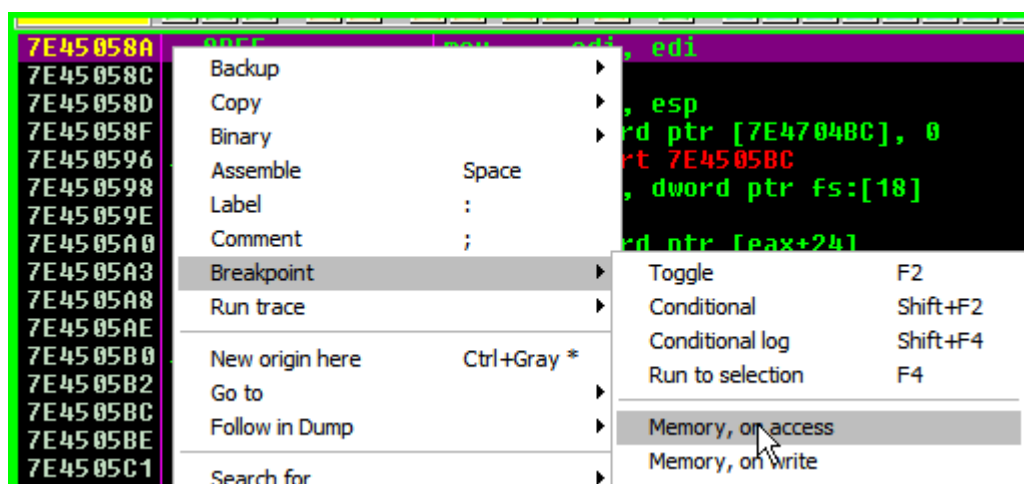 7E45058A mov edi, edi
7E45058C
7E45058D , esp
7E45058F rd ptr [7E4704BC], 0
7E450596 rt 7E4505BC
7E450598 , dword ptr fs:[18]
7E45059E
7E4505A0 rd ptr [eax+24]
7E4505A3
7E4505A8
7E4505AE
7E4505B0
7E4505B2
7E4505BC
7E4505BE
7E4505C1
Backup
Copy
Binary
Assemble Space
Label :
Comment ;
Breakpoint
Run trace
New origin here Ctrl+Gray *
Go to
Follow in Dump
Search for
Toggle F2
Conditional Shift+F2
Conditional log Shift+F4
Run to selection F4
Memory, on access
Memory, on write